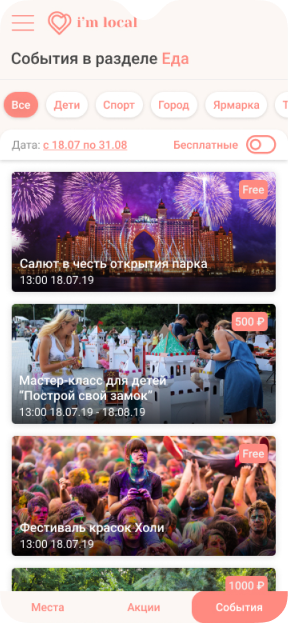 i'm local
События в разделе Еда
Все Дети Спорт Город Ярмарка Т
Дата: с 18.07 по 31.08 Бесплатные
Free
Салют в честь открытия парка
13:00 18.07.19
500 ₽
Мастер-класс для детей
"Построй свой замок"
13:00 18.07.19 - 18.08.19
Free
Фестиваль красок Холи
13:00 18.07.19
1000 ₽
Места Акции События